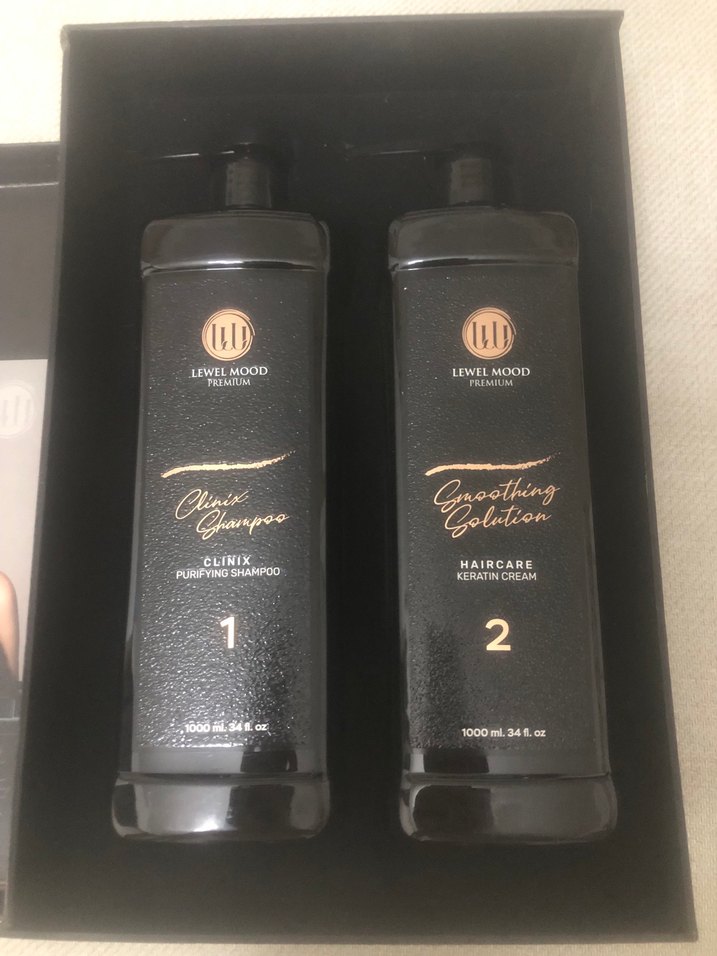 LEWEL MOOD
PREMIUM
Clinix
Shampoo
CLINIX
PURIFYING SHAMPOO
1
1000 ml. 34 fl. oz
LEWEL MOOD
PREMIUM
Smoothing
Solution
HAIRCARE
KERATIN CREAM
2
1000 ml. 34 fl. oz